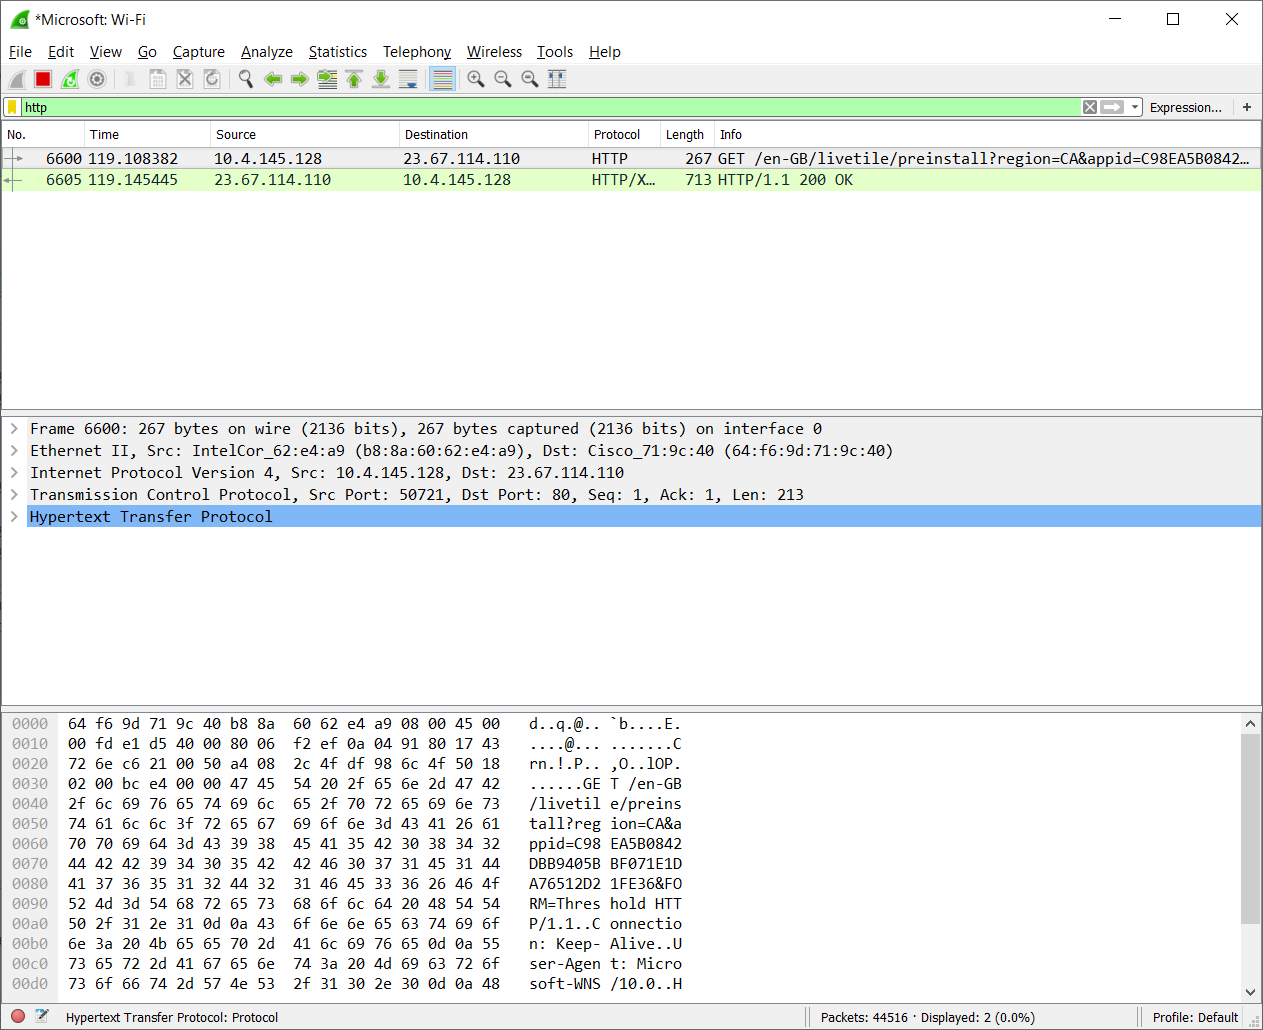 *Microsoft: Wi-Fi
File Edit View Go Capture Analyze Statistics Telephony Wireless Tools Help
http Expression... +
No. Time Source Destination Protocol Length Info
6600 119.108382 10.4.145.128 23.67.114.110 HTTP 267 GET /en-GB/livetile/preinstall?region=CA&appid=C98EA5B0842...
6605 119.145445 23.67.114.110 10.4.145.128 HTTP/X... 713 HTTP/1.1 200 OK
Frame 6600: 267 bytes on wire (2136 bits), 267 bytes captured (2136 bits) on interface 0
Ethernet II, Src: IntelCor_62:e4:a9 (b8:8a:60:62:e4:a9), Dst: Cisco_71:9c:40 (64:f6:9d:71:9c:40)
Internet Protocol Version 4, Src: 10.4.145.128, Dst: 23.67.114.110
Transmission Control Protocol, Src Port: 50721, Dst Port: 80, Seq: 1, Ack: 1, Len: 213
Hypertext Transfer Protocol
0000 64 f6 9d 71 9c 40 b8 8a 60 62 e4 a9 08 00 45 00 d..q.@.. `b....E.
0010 00 fd e1 d5 40 00 80 06 f2 ef 0a 04 91 80 17 43 ....@... .......C
0020 72 6e c6 21 00 50 a4 08 2c 4f df 98 6c 4f 50 18 rn.!.P.. ,O..lOP.
0030 02 00 bc e4 00 00 47 45 54 20 2f 65 6e 2d 47 42 ......GE T /en-GB
0040 2f 6c 69 76 65 74 69 6c 65 2f 70 72 65 69 6e 73 /livetil e/preins
0050 74 61 6c 6c 3f 72 65 67 69 6f 6e 3d 43 41 26 61 tall?reg ion=CA&a
0060 70 70 69 64 3d 43 39 38 45 41 35 42 30 38 34 32 ppid=C98 EA5B0842
0070 44 42 42 39 34 30 35 42 42 46 30 37 31 45 31 44 DBB9405B BF071E1D
0080 41 37 36 35 31 32 44 32 31 46 45 33 36 26 46 4f A76512D2 1FE36&FO
0090 52 4d 3d 54 68 72 65 73 68 6f 6c 64 20 48 54 54 RM=Thres hold HTT
00a0 50 2f 31 2e 31 0d 0a 43 6f 6e 6e 65 63 74 69 6f P/1.1..C onnectio
00b0 6e 3a 20 4b 65 65 70 2d 41 6c 69 76 65 0d 0a 55 n: Keep- Alive..U
00c0 73 65 72 2d 41 67 65 6e 74 3a 20 4d 69 63 72 6f ser-Agen t: Micro
00d0 73 6f 66 74 2d 57 4e 53 2f 31 30 2e 30 0d 0a 48 soft-WNS /10.0..H
Hypertext Transfer Protocol: Protocol Packets: 44516 · Displayed: 2 (0.0%) Profile: Default